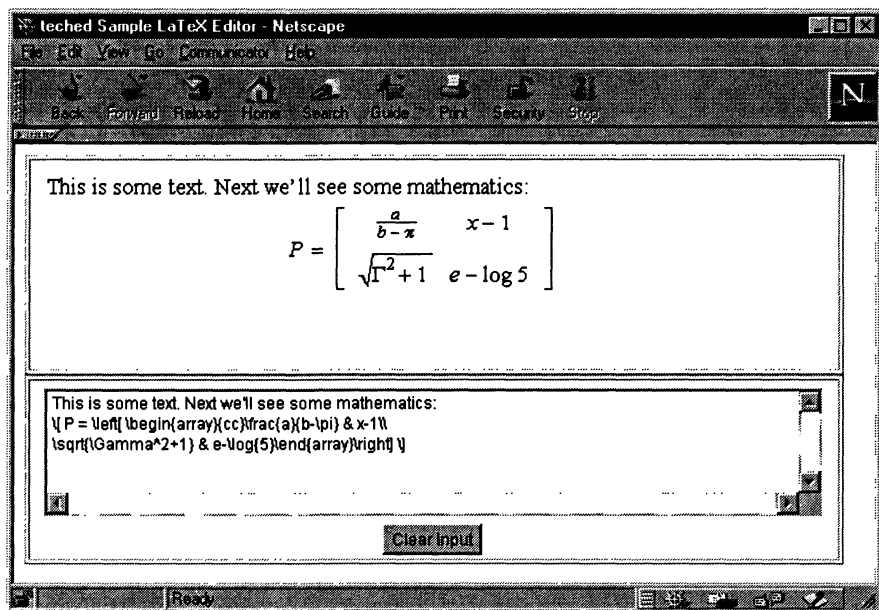 teched Sample LaTeX Editor - Netscape
File Edit View Go Communicator Help
Back Forward Reload Home Search Guide Print Security Stop
N
This is some text. Next we'll see some mathematics:
P = [ a / (b − π)   x − 1
√(Γ² + 1)   e − log 5 ]
This is some text. Next we'll see some mathematics:
\[ P = \left[ \begin{array}{cc}\frac{a}{b-\pi} & x-1\\
\sqrt{\Gamma^2+1} & e-\log{5}\end{array}\right] \]
Clear Input
Ready